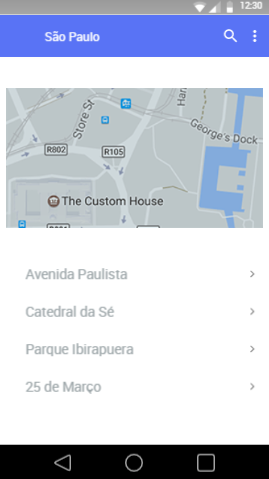 12:30
São Paulo
Store St
Har
George's Dock
R802
R105
The Custom House
Avenida Paulista
Catedral da Sé
Parque Ibirapuera
25 de Março